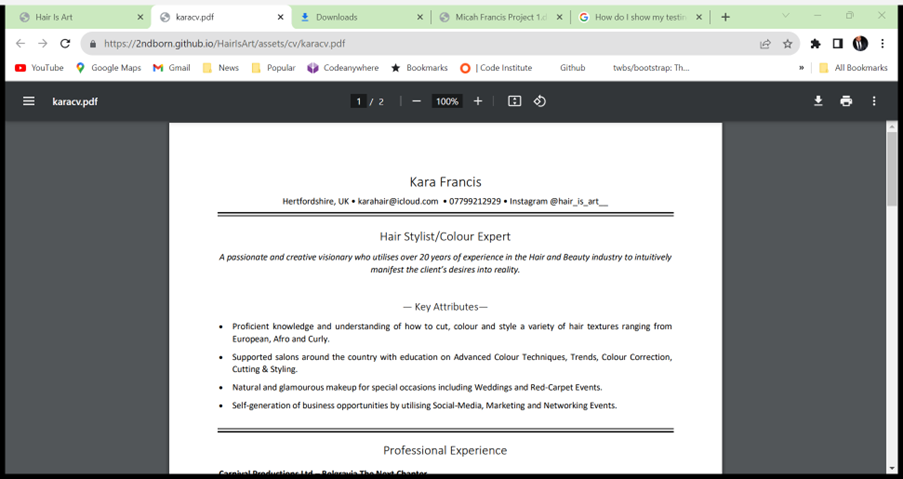 Hair Is Art
karacv.pdf
Downloads
Micah Francis Project 1.d
How do I show my testin
https://2ndborn.github.io/HairIsArt/assets/cv/karacv.pdf
YouTube
Google Maps
Gmail
News
Popular
Codeanywhere
Bookmarks
| Code Institute
Github
twbs/bootstrap: Th...
»
All Bookmarks
karacv.pdf
1 / 2
100%
Kara Francis
Hertfordshire, UK • karahair@icloud.com • 07799212929 • Instagram @hair_is_art__
Hair Stylist/Colour Expert
A passionate and creative visionary who utilises over 20 years of experience in the Hair and Beauty industry to intuitively
manifest the client's desires into reality.
— Key Attributes—
• Proficient knowledge and understanding of how to cut, colour and style a variety of hair textures ranging from
European, Afro and Curly.
• Supported salons around the country with education on Advanced Colour Techniques, Trends, Colour Correction,
Cutting & Styling.
• Natural and glamourous makeup for special occasions including Weddings and Red-Carpet Events.
• Self-generation of business opportunities by utilising Social-Media, Marketing and Networking Events.
Professional Experience
Carnival Productions Ltd – Belgravia The Next Chapter